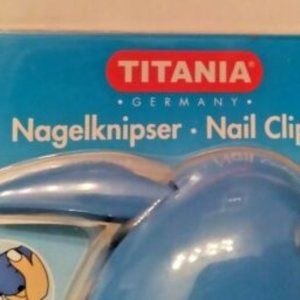 TITANIA®
• GERMANY •
Nagelknipser · Nail Clip